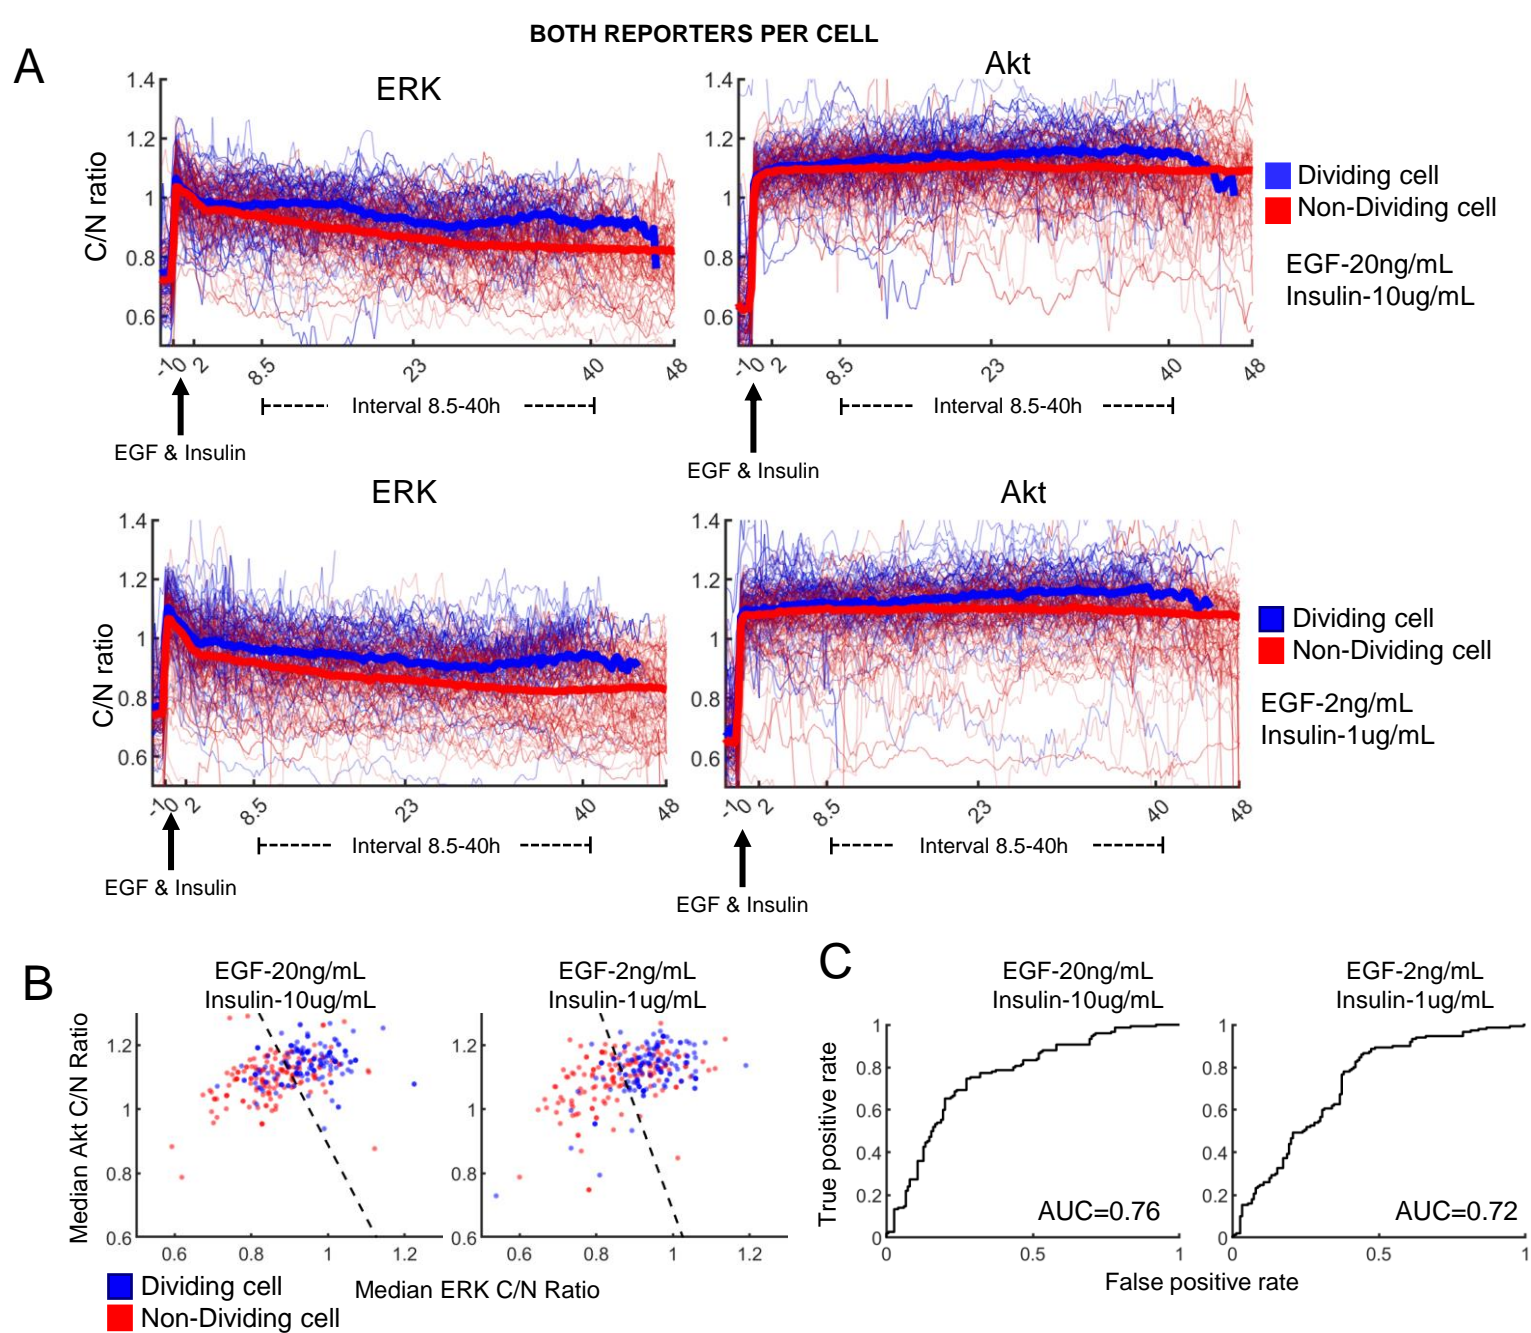 BOTH REPORTERS PER CELL
A
ERK
Akt
C/N ratio
1.4
1.2
1
0.8
0.6
-1 0 2 8.5 23 40 48
Interval 8.5-40h
EGF & Insulin
1.4
1.2
1
0.8
0.6
-1 0 2 8.5 23 40 48
Interval 8.5-40h
EGF & Insulin
Dividing cell
Non-Dividing cell
EGF-20ng/mL
Insulin-10ug/mL
ERK
Akt
C/N ratio
1.4
1.2
1
0.8
0.6
-1 0 2 8.5 23 40 48
Interval 8.5-40h
EGF & Insulin
1.4
1.2
1
0.8
0.6
-1 0 2 8.5 23 40 48
Interval 8.5-40h
EGF & Insulin
Dividing cell
Non-Dividing cell
EGF-2ng/mL
Insulin-1ug/mL
B
EGF-20ng/mL
Insulin-10ug/mL
Median Akt C/N Ratio
1.2
1
0.8
0.6
0.6 0.8 1 1.2
EGF-2ng/mL
Insulin-1ug/mL
1.2
1
0.8
0.6
0.6 0.8 1 1.2
Median ERK C/N Ratio
Dividing cell
Non-Dividing cell
C
EGF-20ng/mL
Insulin-10ug/mL
True positive rate
1
0.8
0.6
0.4
0.2
0
AUC=0.76
0 0.5 1
EGF-2ng/mL
Insulin-1ug/mL
1
0.8
0.6
0.4
0.2
0
AUC=0.72
0 0.5 1
False positive rate